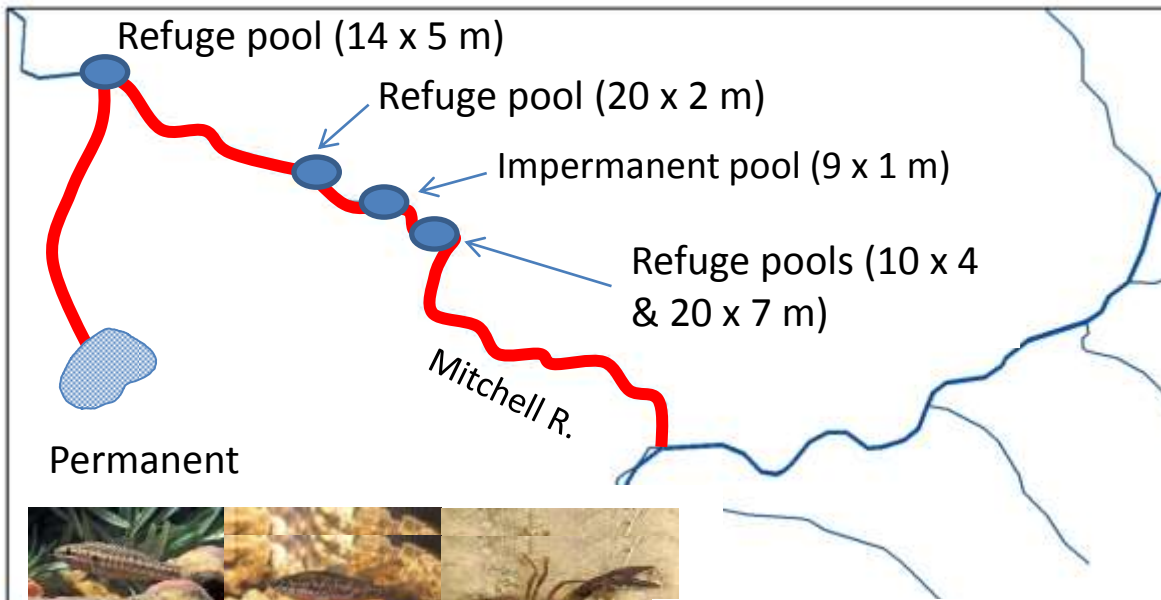 Refuge pool (14 x 5 m)
Refuge pool (20 x 2 m)
Impermanent pool (9 x 1 m)
Refuge pools (10 x 4
& 20 x 7 m)
Mitchell R.
Permanent